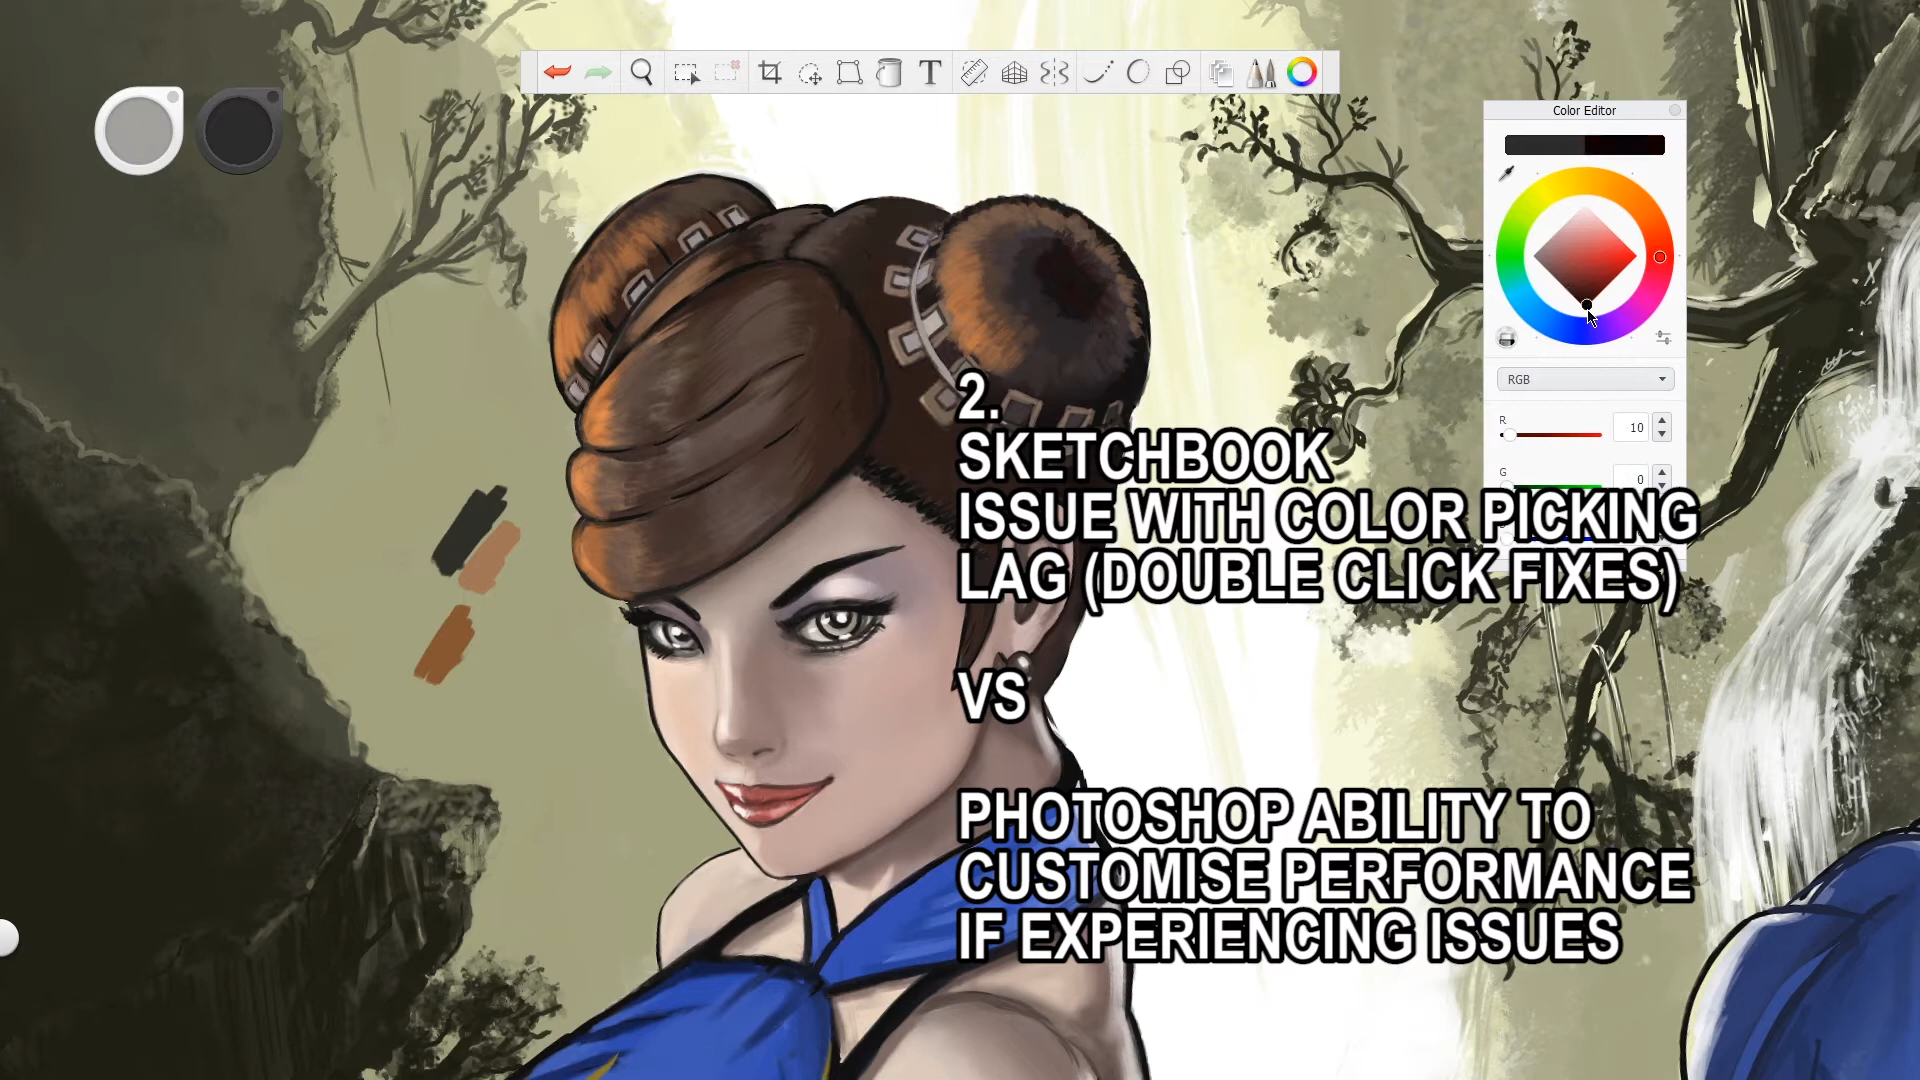 T
Color Editor
RGB
R
10
G
0
2.
SKETCHBOOK
ISSUE WITH COLOR PICKING
LAG (DOUBLE CLICK FIXES)
VS
PHOTOSHOP ABILITY TO
CUSTOMISE PERFORMANCE
IF EXPERIENCING ISSUES